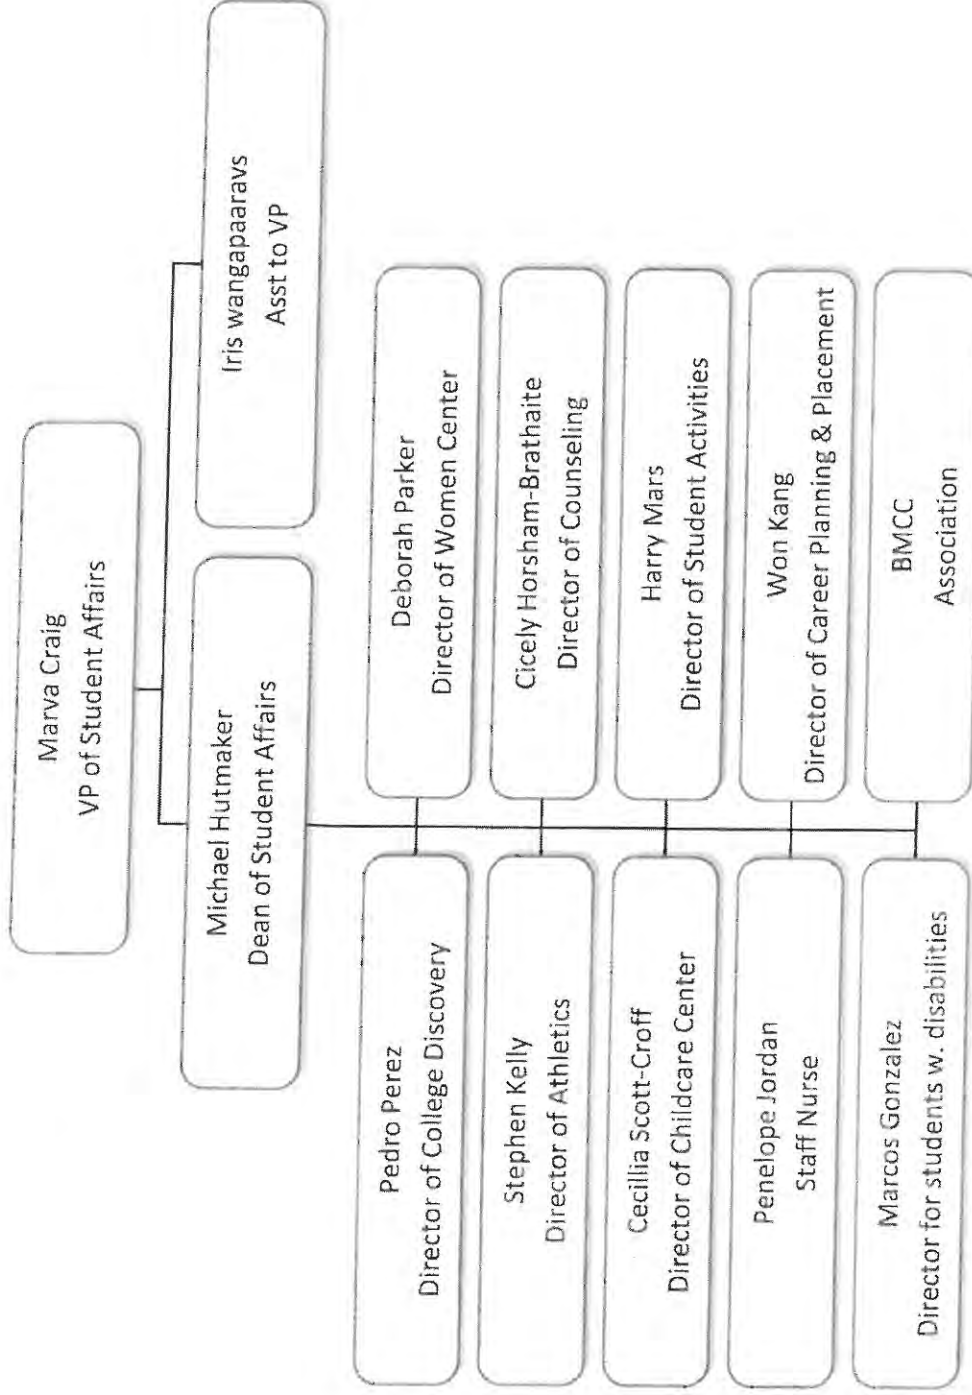 Marva Craig
VP of Student Affairs
Michael Hutmaker
Dean of Student Affairs
Iris wangapaaravs
Asst to VP
Pedro Perez
Director of College Discovery
Deborah Parker
Director of Women Center
Stephen Kelly
Director of Athletics
Cicely Horsham-Brathaite
Director of Counseling
Cecillia Scott-Croff
Director of Childcare Center
Harry Mars
Director of Student Activities
Penelope Jordan
Staff Nurse
Won Kang
Director of Career Planning & Placement
Marcos Gonzalez
Director for students w. disabilities
BMCC
Association